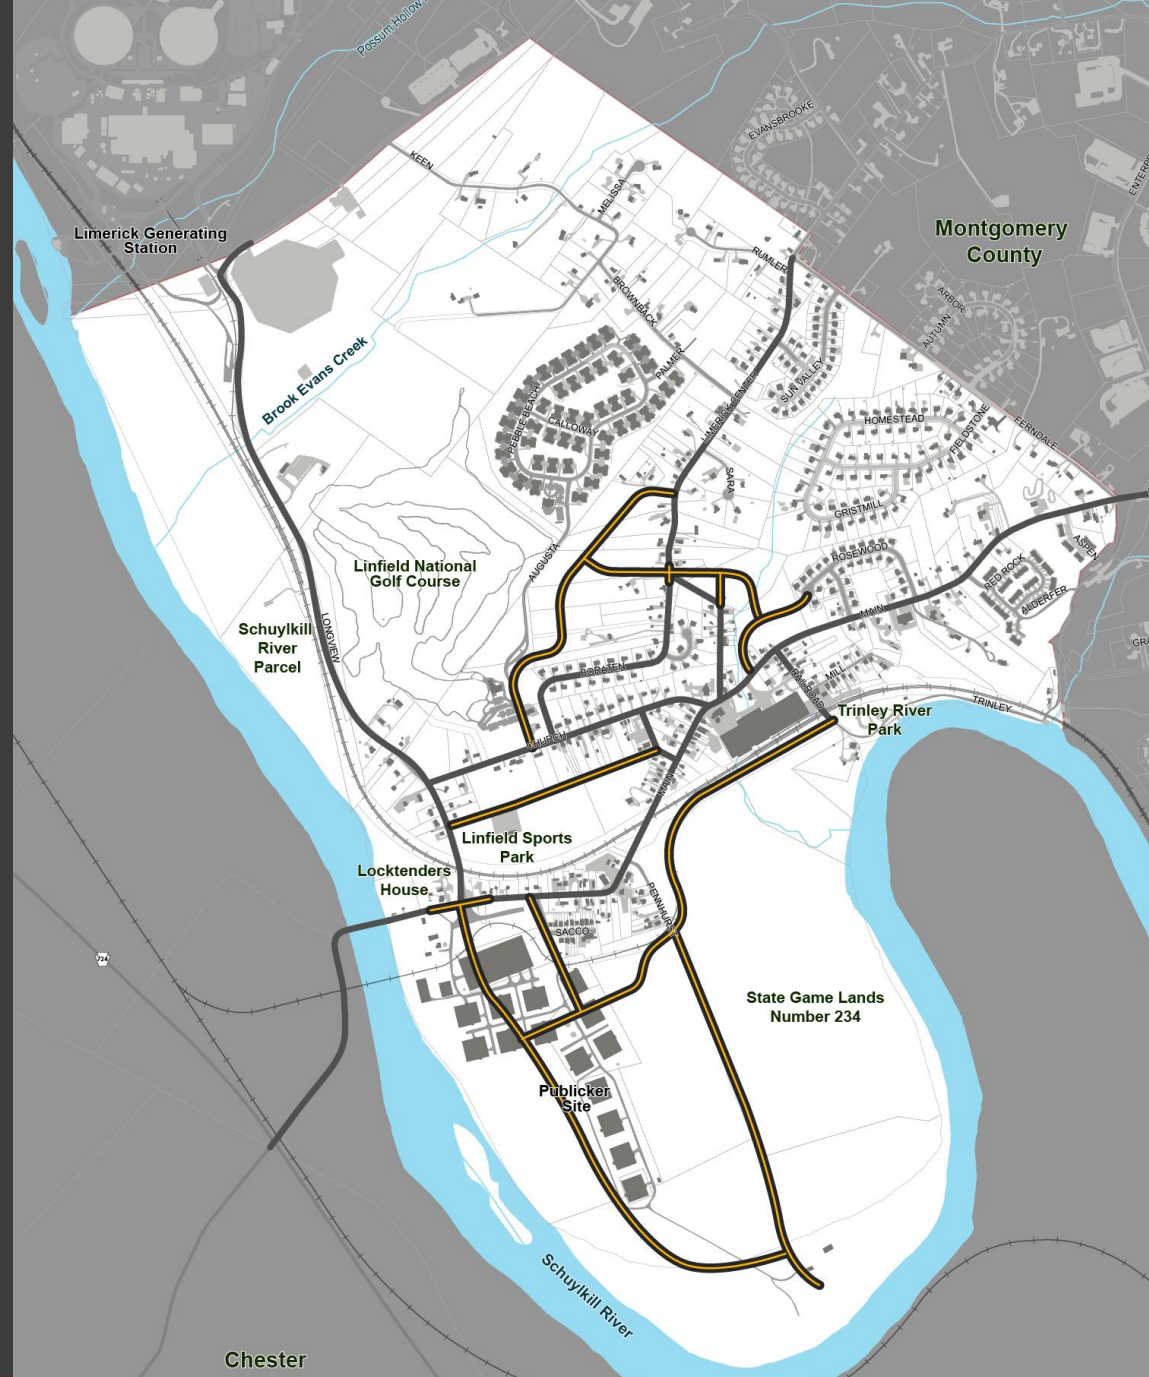 Possum Hollow
EVANSBROOKE
KEEN
ENTERP
MELISSA
Limerick Generating
Station
Montgomery
County
RUMLER
BROWNBACK
ARBOR
AUTUMN
Brook Evans Creek
PALMER
SUN VALLEY
PEBBLE BEACH
LIMERICK CENTER
CALLOWAY
HOMESTEAD
FIELDSTONE
FERNDALE
SARA
GRISTMILL
AUGUSTA
ROSEWOOD
ASPEN
Linfield National
Golf Course
RED ROCK
ALDERFER
MAIN
LONGVIEW
Schuylkill
River
Parcel
GRA
BORATEN
MILL
RAILROAD
TRINLEY
Trinley River
Park
CHURCH
MAIN
Linfield Sports
Park
Locktenders
House
PENNHURST
SACCO
724
State Game Lands
Number 234
Publicker
Site
Schuylkill River
Chester